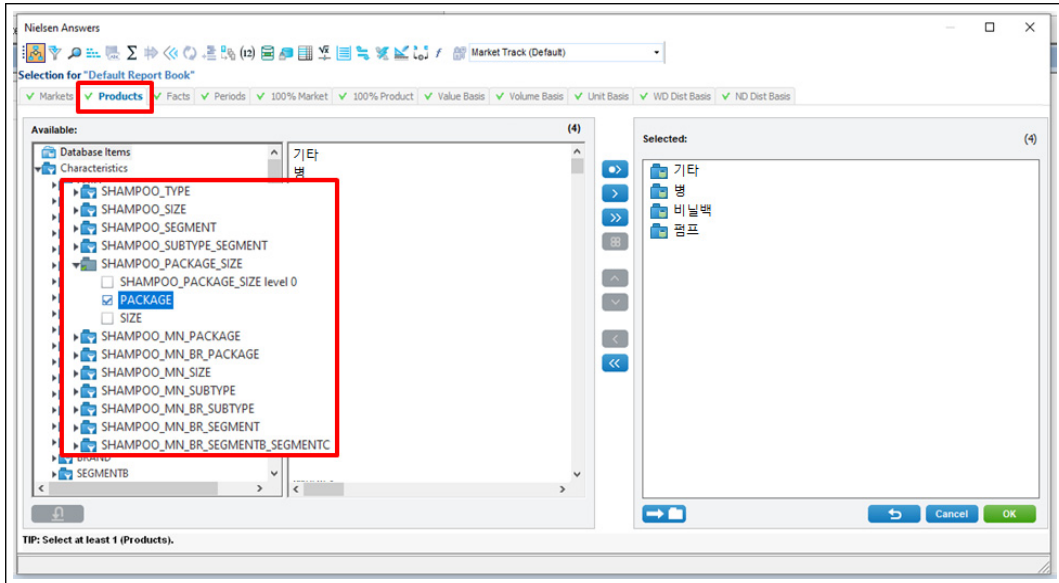 Nielsen Answers
Market Track (Default)
Selection for "Default Report Book"
Markets Products Facts Periods 100% Market 100% Product Value Basis Volume Basis Unit Basis WD Dist Basis ND Dist Basis
Available: (4)
Database Items
Characteristics
SHAMPOO_TYPE
SHAMPOO_SIZE
SHAMPOO_SEGMENT
SHAMPOO_SUBTYPE_SEGMENT
SHAMPOO_PACKAGE_SIZE
SHAMPOO_PACKAGE_SIZE level 0
PACKAGE
SIZE
SHAMPOO_MN_PACKAGE
SHAMPOO_MN_BR_PACKAGE
SHAMPOO_MN_SIZE
SHAMPOO_MN_SUBTYPE
SHAMPOO_MN_BR_SUBTYPE
SHAMPOO_MN_BR_SEGMENT
SHAMPOO_MN_BR_SEGMENTB_SEGMENTC
BRAND
SEGMENTB
기타
병
Selected: (4)
기타
병
비닐백
펌프
Cancel OK
TIP: Select at least 1 (Products).